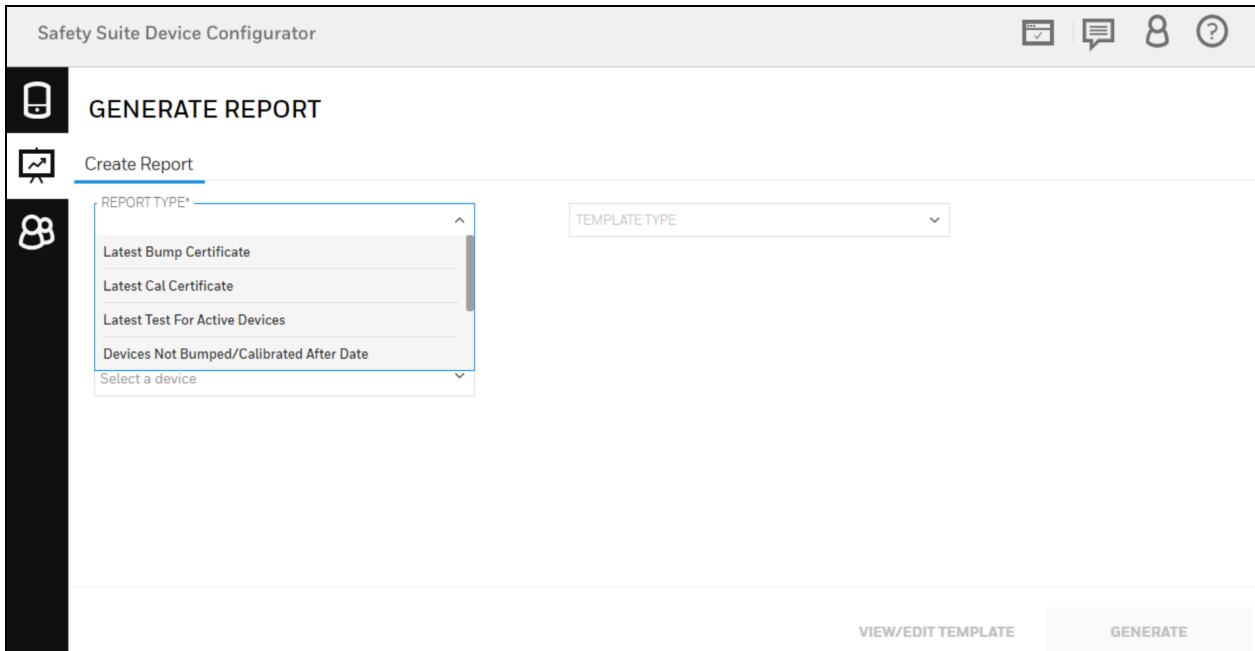 Safety Suite Device Configurator
GENERATE REPORT
Create Report
REPORT TYPE*
TEMPLATE TYPE
Latest Bump Certificate
Latest Cal Certificate
Latest Test For Active Devices
Devices Not Bumped/Calibrated After Date
Select a device
VIEW/EDIT TEMPLATE
GENERATE